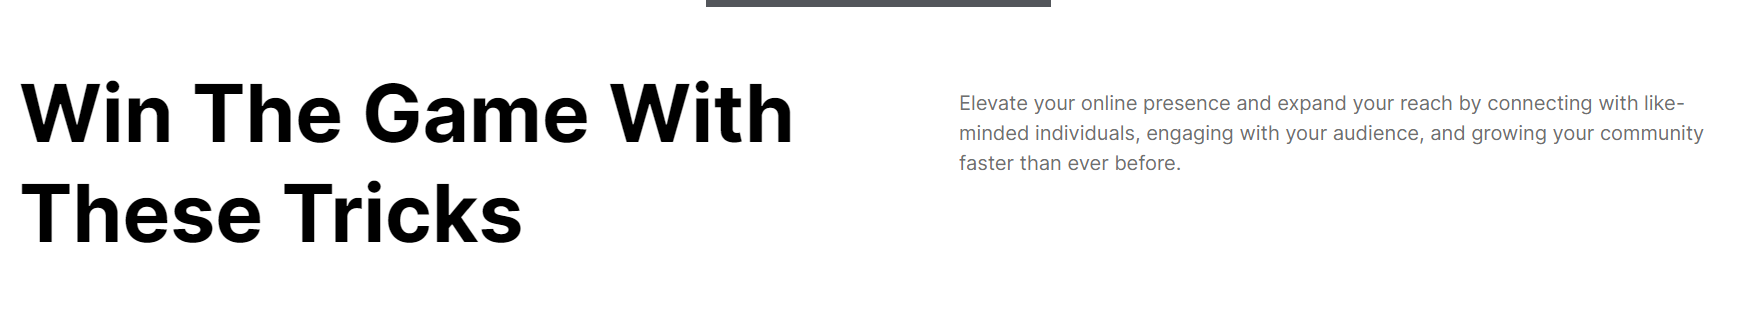 Win The Game With
These Tricks
Elevate your online presence and expand your reach by connecting with like-
minded individuals, engaging with your audience, and growing your community
faster than ever before.